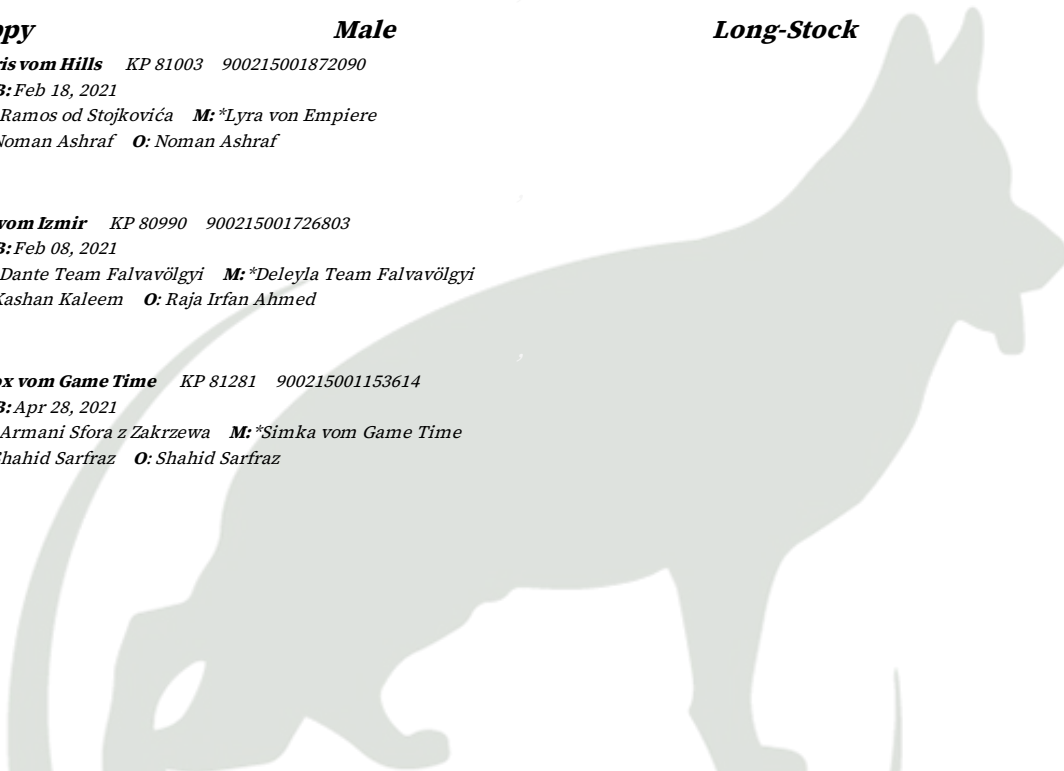 ppy Male Long-Stock
ris vom Hills KP 81003 900215001872090
B: Feb 18, 2021
Ramos od Stojkovića M: *Lyra von Empiere
Noman Ashraf O: Noman Ashraf
vom Izmir KP 80990 900215001726803
B: Feb 08, 2021
Dante Team Falvavölgyi M: *Deleyla Team Falvavölgyi
Kashan Kaleem O: Raja Irfan Ahmed
ox vom Game Time KP 81281 900215001153614
B: Apr 28, 2021
Armani Sfora z Zakrzewa M: *Simka vom Game Time
Shahid Sarfraz O: Shahid Sarfraz